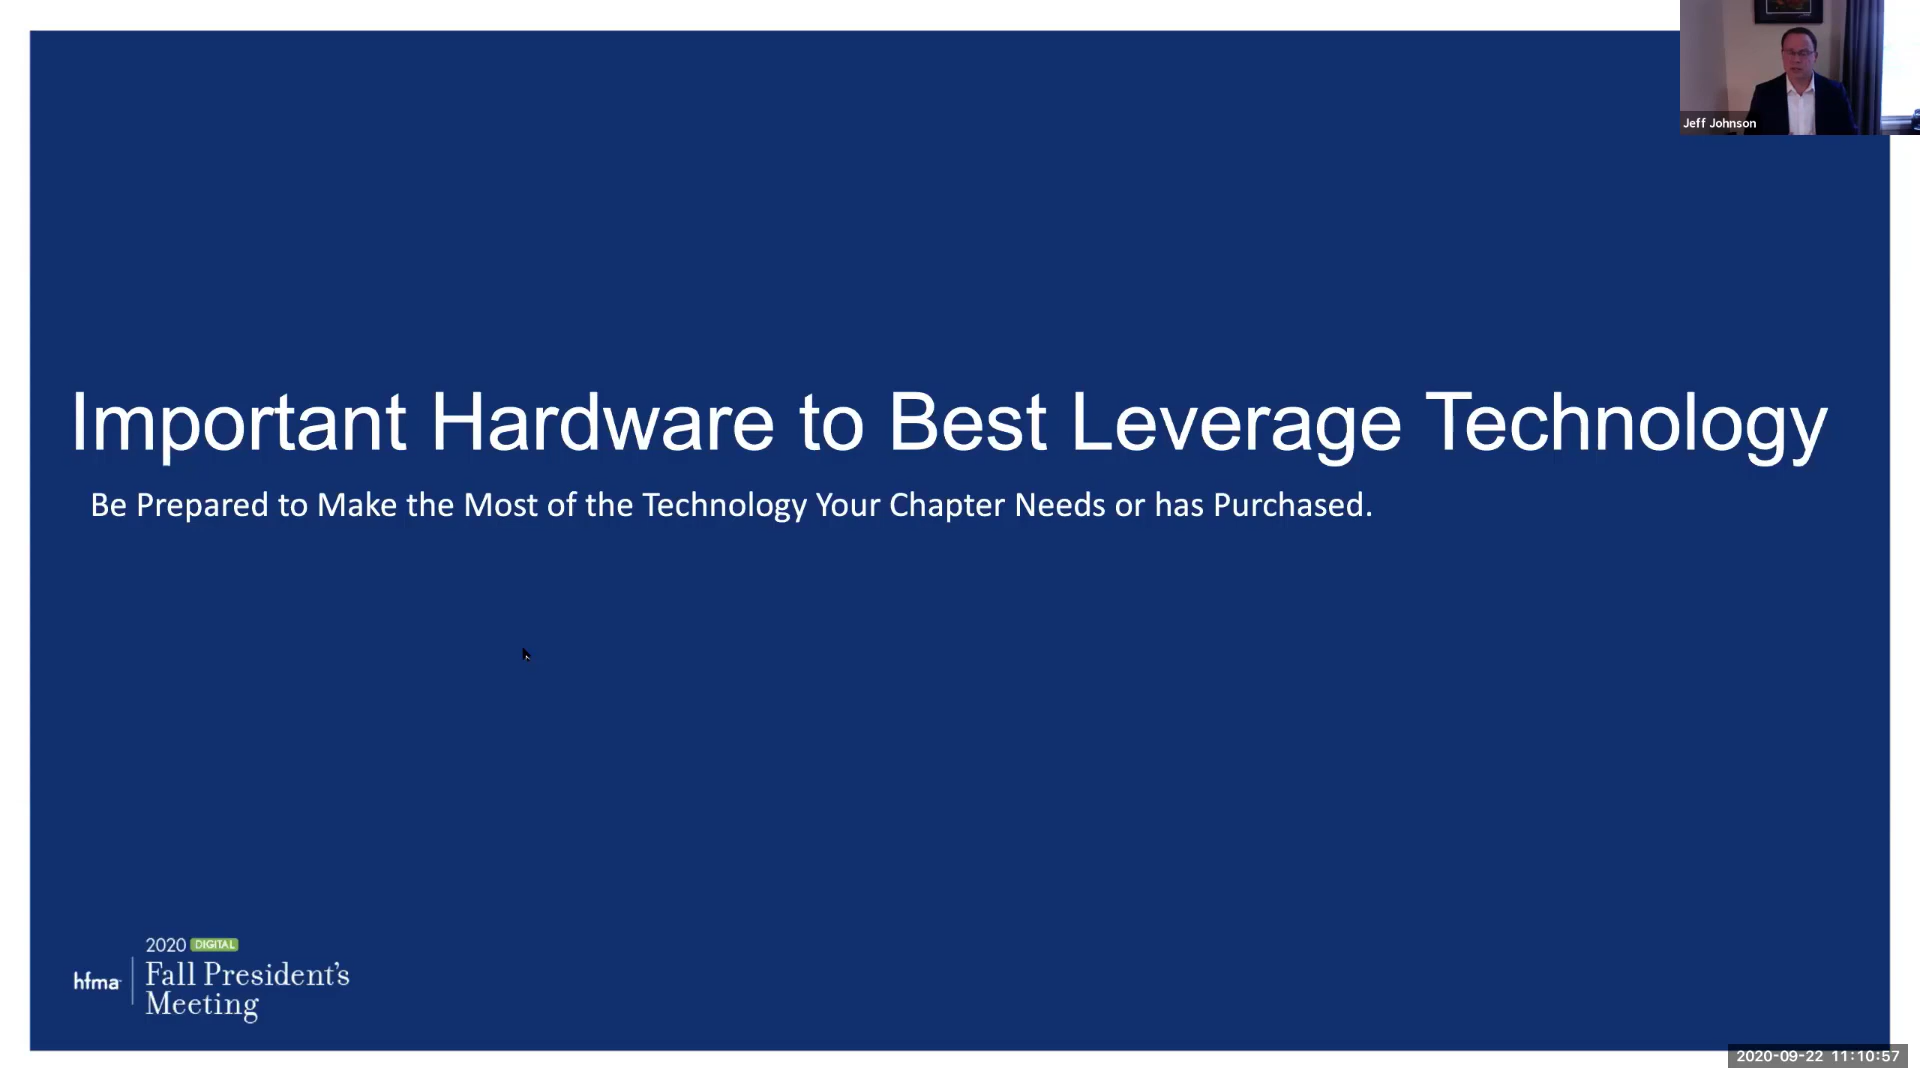 Jeff Johnson
Important Hardware to Best Leverage Technology
Be Prepared to Make the Most of the Technology Your Chapter Needs or has Purchased.
2020 DIGITAL
hfma
Fall President's
Meeting
2020-09-22 11:10:57